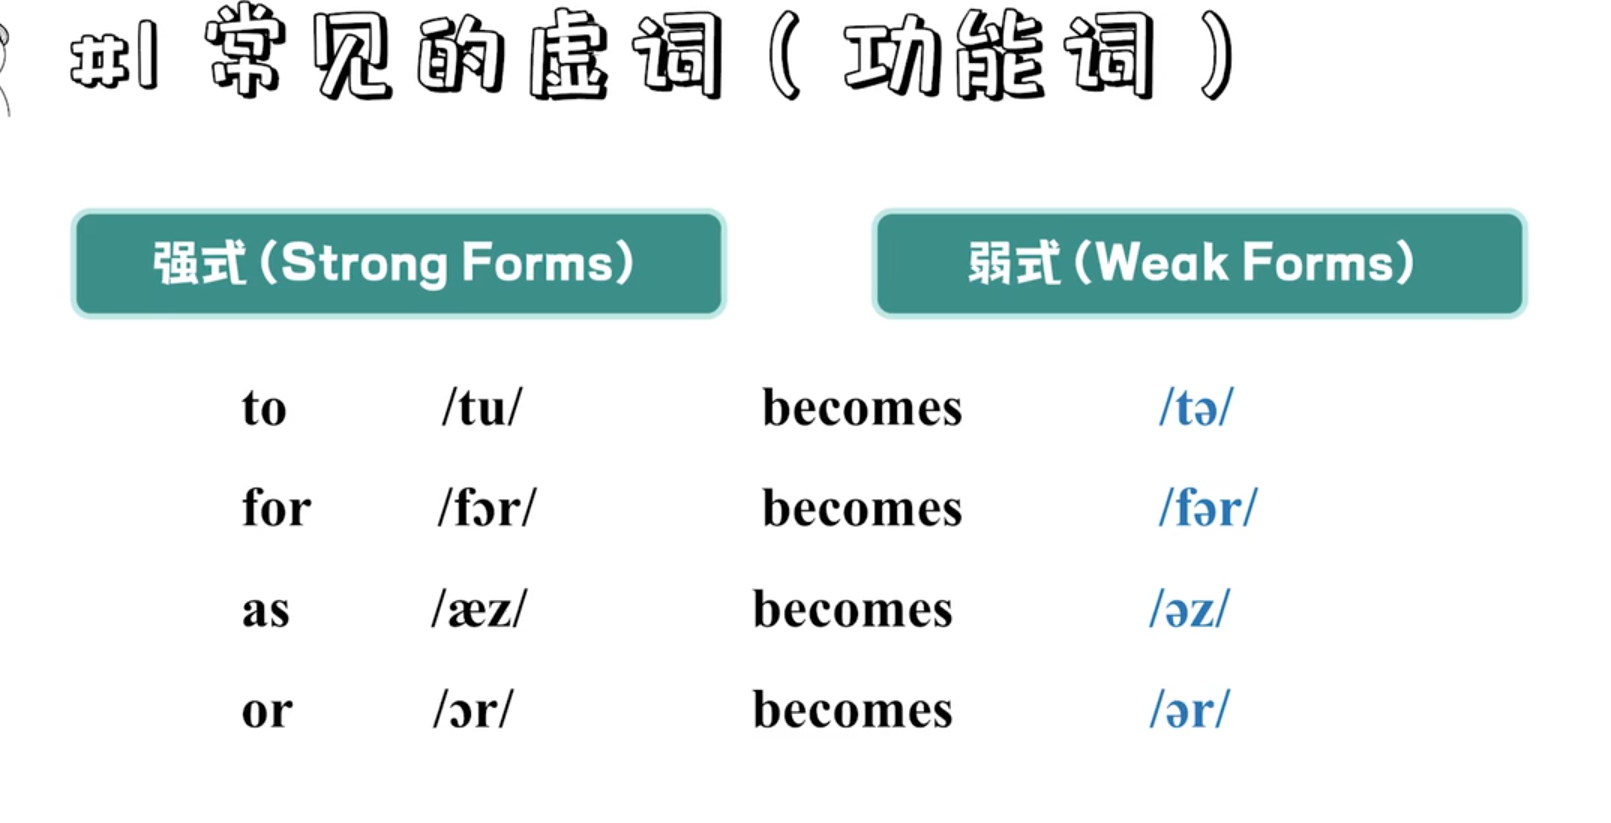 #1 常见的虚词（功能词）
强式（Strong Forms） 弱式（Weak Forms）
to /tu/ becomes /tə/
for /fɔr/ becomes /fər/
as /æz/ becomes /əz/
or /ɔr/ becomes /ər/